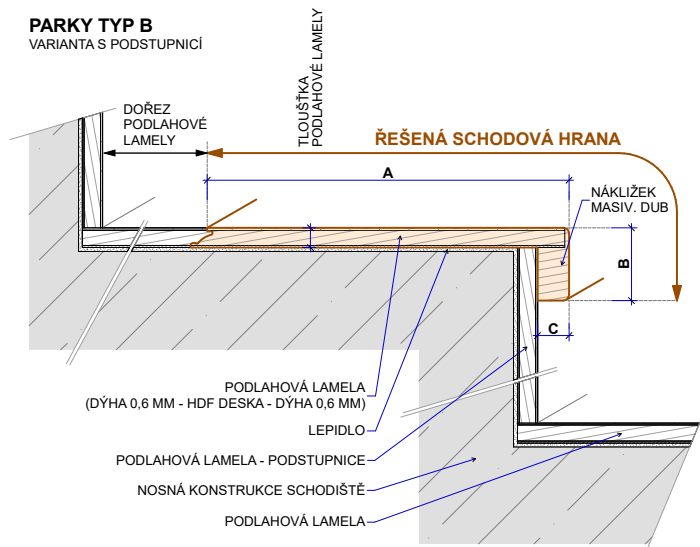 PARKY TYP B
VARIANTA S PODSTUPNICÍ
DOŘEZ
PODLAHOVÉ
LAMELY
TLOUŠŤKA
PODLAHOVÉ LAMELY
ŘEŠENÁ SCHODOVÁ HRANA
A
NÁKLIŽEK
MASIV. DUB
B
C
PODLAHOVÁ LAMELA
(DÝHA 0,6 MM - HDF DESKA - DÝHA 0,6 MM)
LEPIDLO
PODLAHOVÁ LAMELA - PODSTUPNICE
NOSNÁ KONSTRUKCE SCHODIŠTĚ
PODLAHOVÁ LAMELA